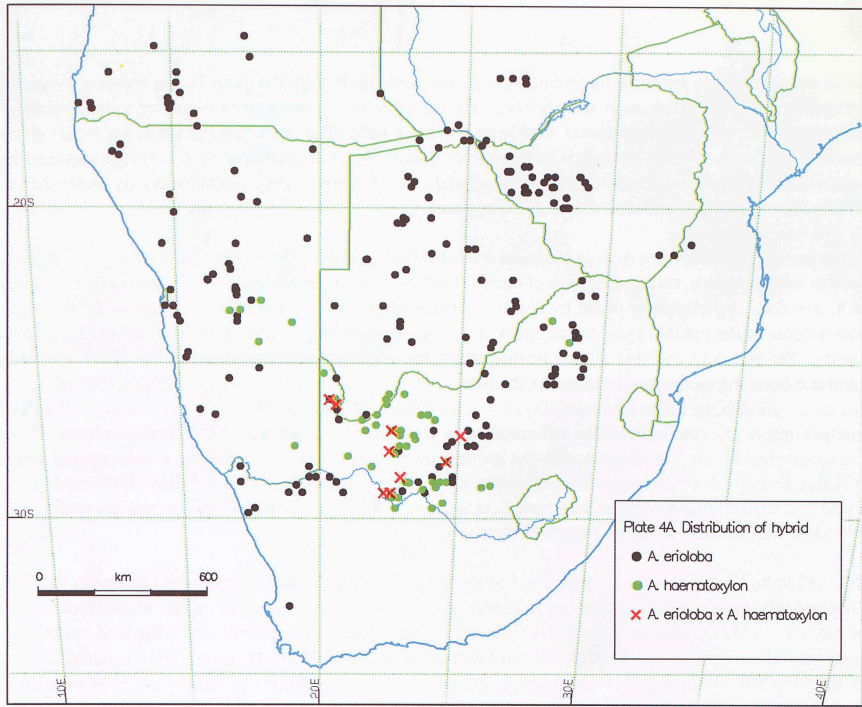 20S
30S
0 km 600
Plate 4A. Distribution of hybrid
A. erioloba
A. haematoxylon
A. erioloba x A. haematoxylon
10E
20E
30E
40E